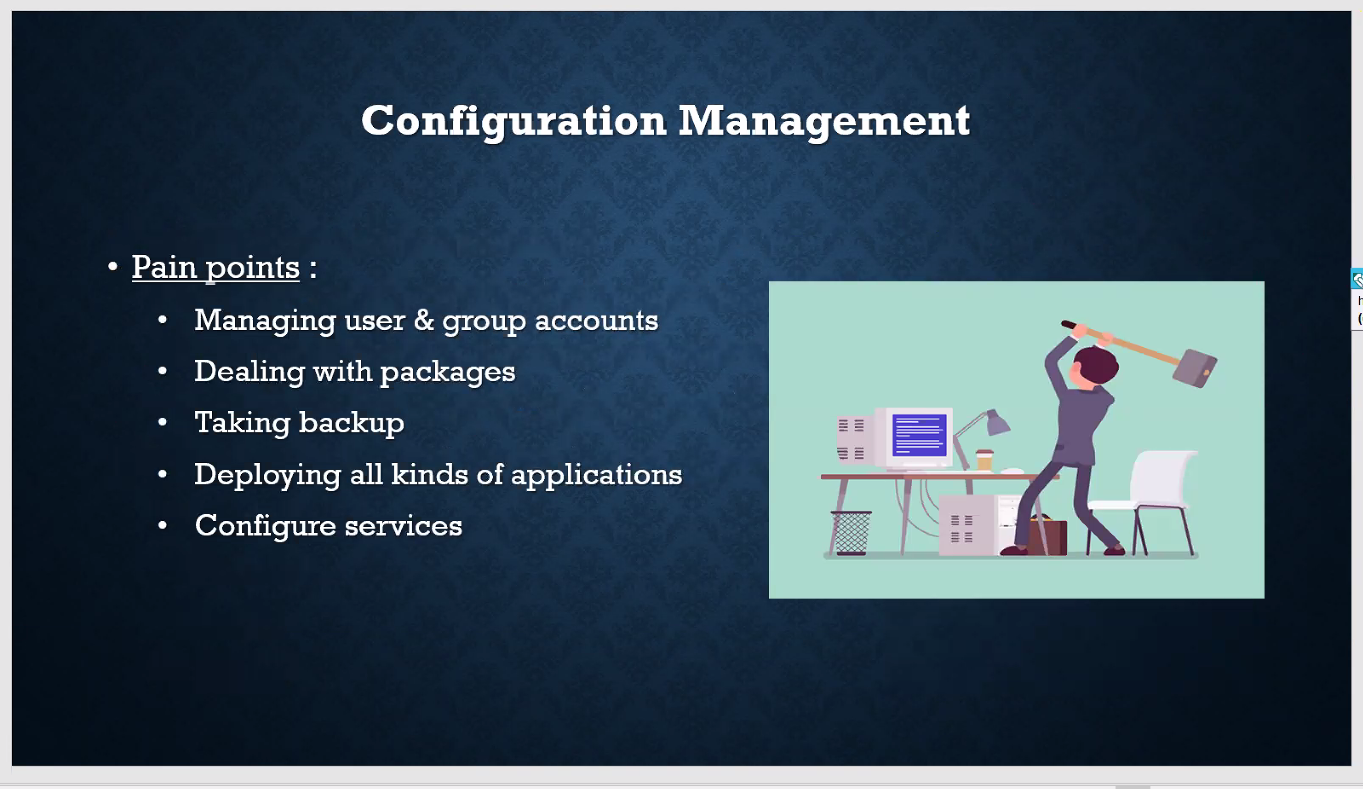 Configuration Management
• Pain points :
• Managing user & group accounts
• Dealing with packages
• Taking backup
• Deploying all kinds of applications
• Configure services